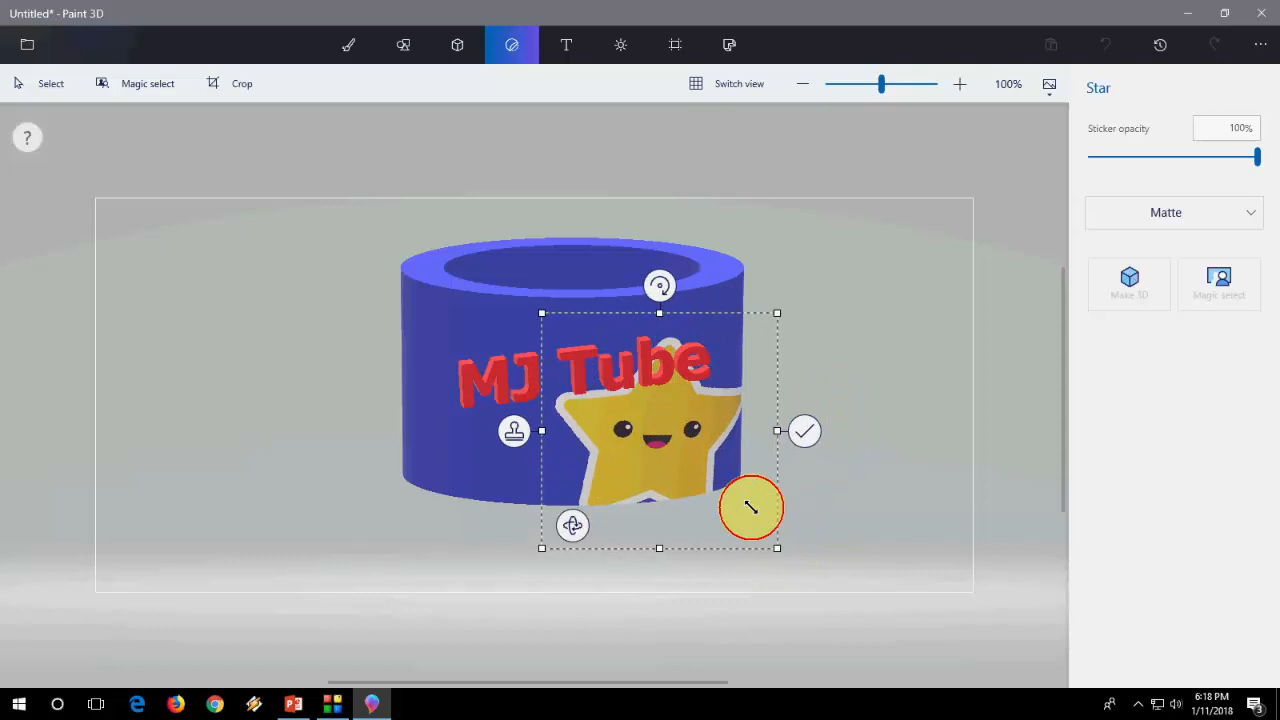 Untitled* - Paint 3D
Select
Magic select
Crop
Switch view
100%
Star
Sticker opacity
100%
Matte
Make 3D
Magic select
?
MJ Tube
6:18 PM
1/11/2018
3